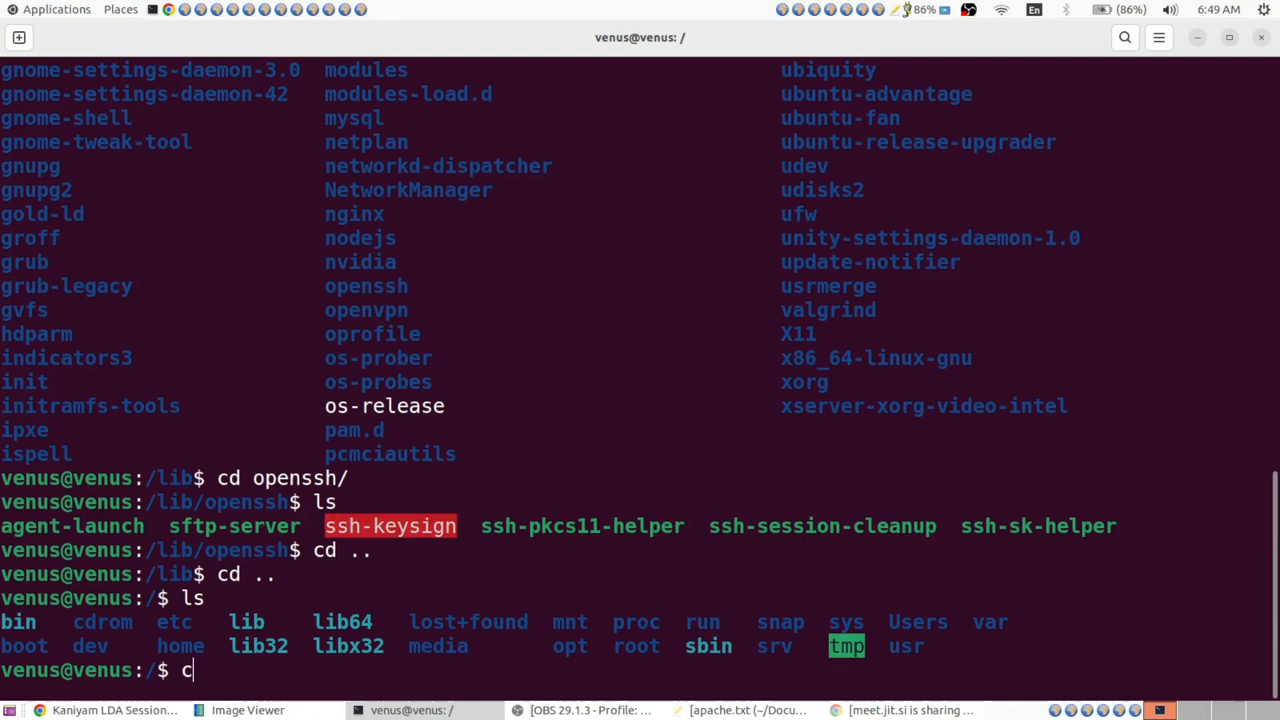 Applications Places 86% En (86%) 6:49 AM
venus@venus: /
gnome-settings-daemon-3.0 modules ubiquity
gnome-settings-daemon-42 modules-load.d ubuntu-advantage
gnome-shell mysql ubuntu-fan
gnome-tweak-tool netplan ubuntu-release-upgrader
gnupg networkd-dispatcher udev
gnupg2 NetworkManager udisks2
gold-ld nginx ufw
groff nodejs unity-settings-daemon-1.0
grub nvidia update-notifier
grub-legacy openssh usrmerge
gvfs openvpn valgrind
hdparm oprofile X11
indicators3 os-prober x86_64-linux-gnu
init os-probes xorg
initramfs-tools os-release xserver-xorg-video-intel
ipxe pam.d
ispell pcmciautils
venus@venus:/lib$ cd openssh/
venus@venus:/lib/openssh$ ls
agent-launch sftp-server ssh-keysign ssh-pkcs11-helper ssh-session-cleanup ssh-sk-helper
venus@venus:/lib/openssh$ cd ..
venus@venus:/lib$ cd ..
venus@venus:/$ ls
bin cdrom etc lib lib64 lost+found mnt proc run snap sys Users var
boot dev home lib32 libx32 media opt root sbin srv tmp usr
venus@venus:/$ c
Kaniyam LDA Session... Image Viewer venus@venus: / [OBS 29.1.3 - Profile: ... [apache.txt (~/Docu... [meet.jit.si is sharing ...